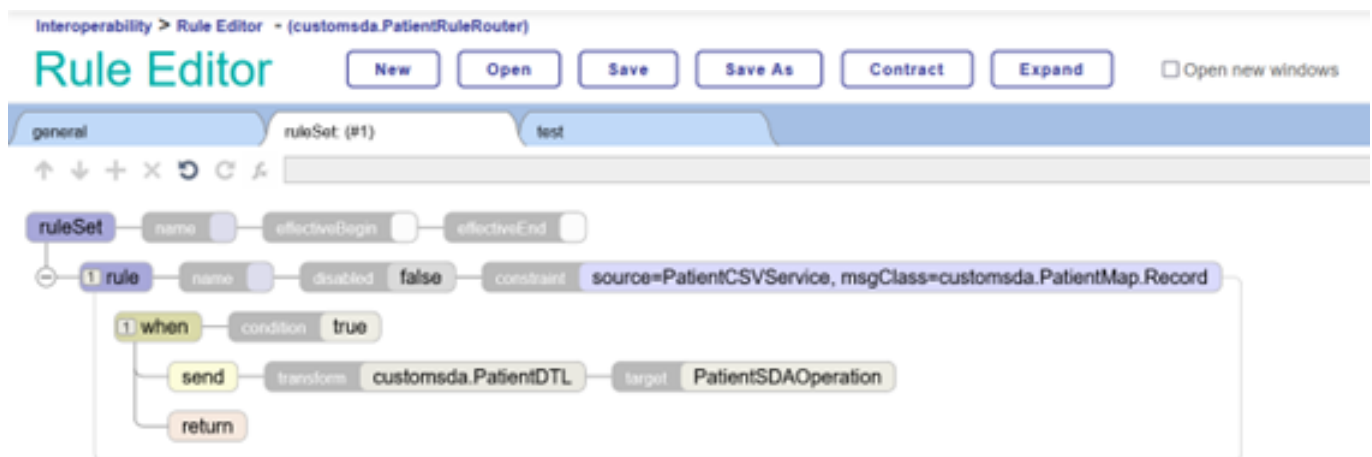 Interoperability > Rule Editor - (customsda.PatientRuleRouter)
Rule Editor New Open Save Save As Contract Expand Open new windows
general ruleSet: (#1) test
ruleSet name effectiveBegin effectiveEnd
1 rule name disabled false constraint source=PatientCSVService, msgClass=customsda.PatientMap.Record
1 when condition true
send transform customsda.PatientDTL target PatientSDAOperation
return